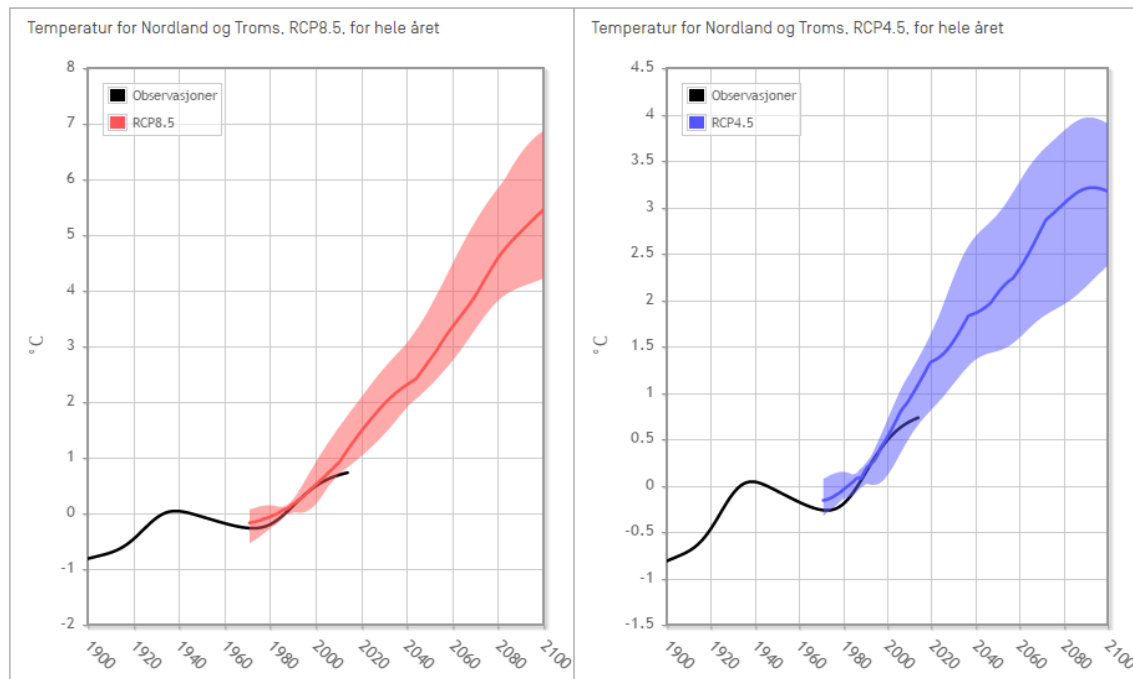 Temperatur for Nordland og Troms, RCP8.5, for hele året
8
7
6
5
4
3
2
1
0
-1
-2
°C
Observasjoner
RCP8.5
1900 1920 1940 1960 1980 2000 2020 2040 2060 2080 2100
Temperatur for Nordland og Troms, RCP4.5, for hele året
4.5
4
3.5
3
2.5
2
1.5
1
0.5
0
-0.5
-1
-1.5
°C
Observasjoner
RCP4.5
1900 1920 1940 1960 1980 2000 2020 2040 2060 2080 2100